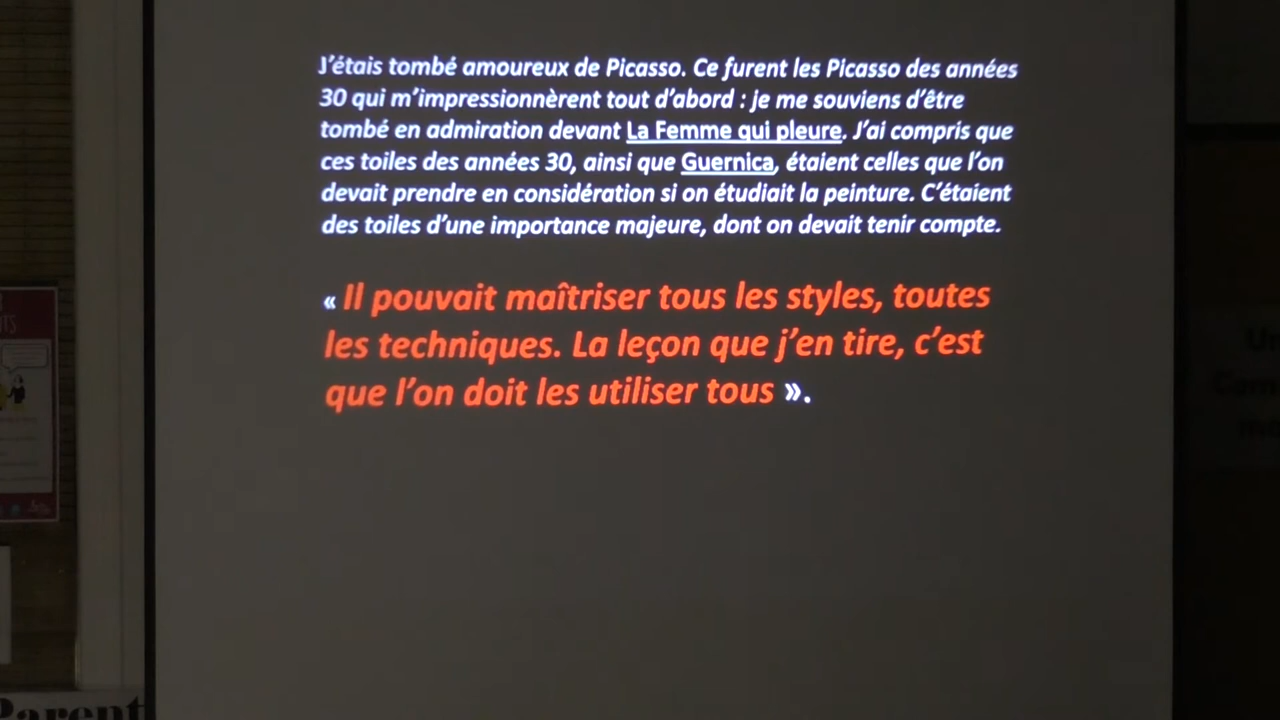 J’étais tombé amoureux de Picasso. Ce furent les Picasso des années
30 qui m’impressionnèrent tout d’abord : je me souviens d’être
tombé en admiration devant La Femme qui pleure. J’ai compris que
ces toiles des années 30, ainsi que Guernica, étaient celles que l’on
devait prendre en considération si on étudiait la peinture. C’étaient
des toiles d’une importance majeure, dont on devait tenir compte.
« Il pouvait maîtriser tous les styles, toutes
les techniques. La leçon que j’en tire, c’est
que l’on doit les utiliser tous ».
Parent